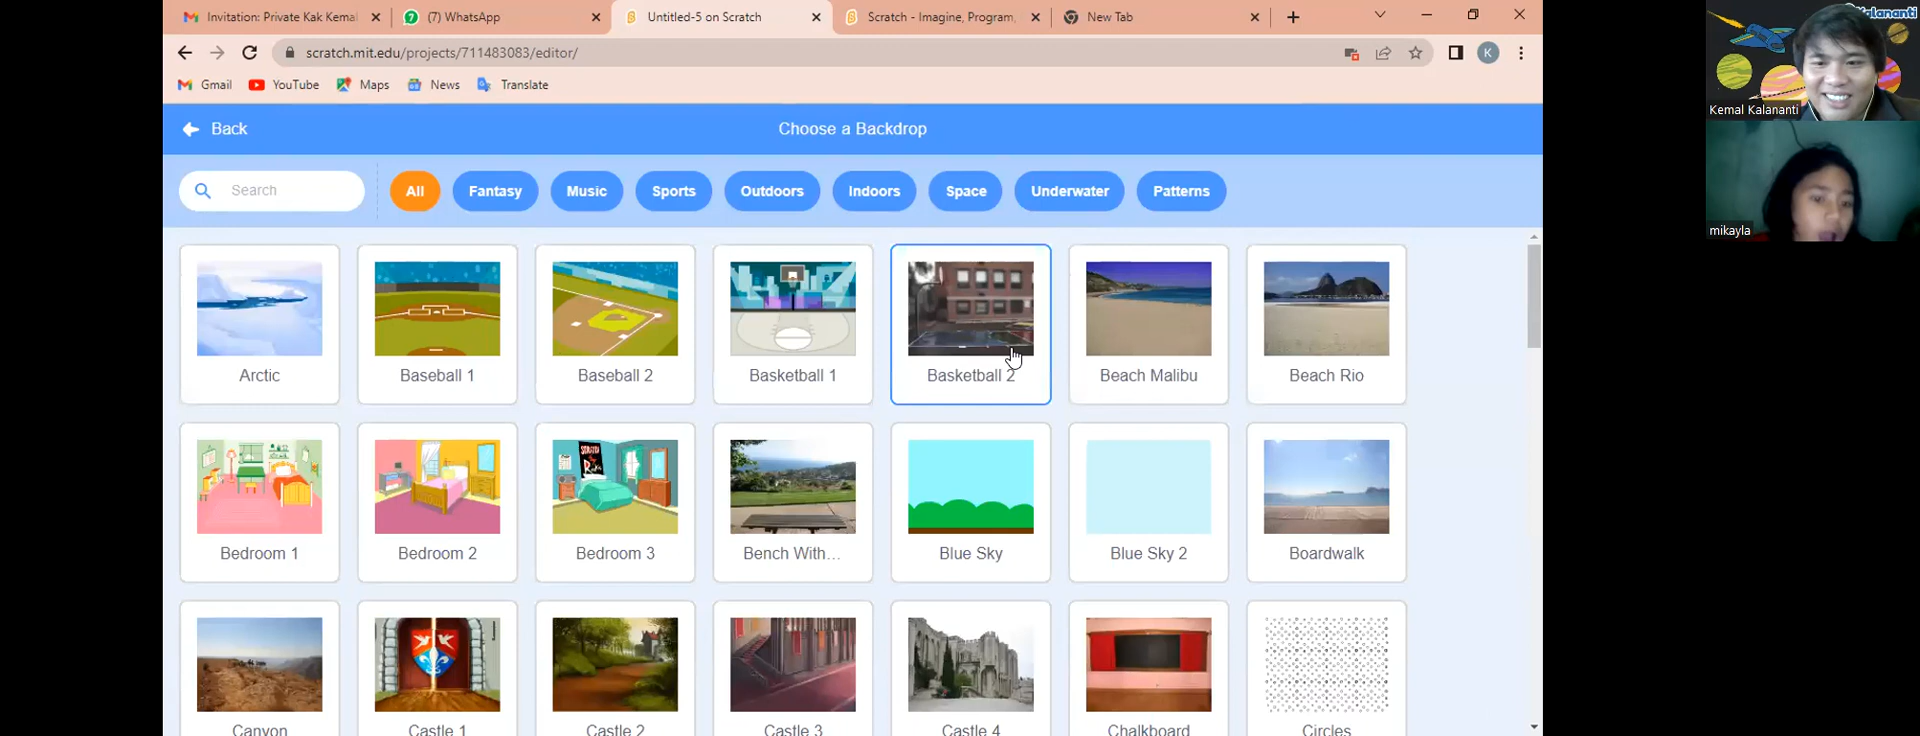 Invitation: Private Kak Kemal
(7) WhatsApp
Untitled-5 on Scratch
Scratch - Imagine, Program,
New Tab
scratch.mit.edu/projects/711483083/editor/
K
Gmail
YouTube
Maps
News
Translate
Back
Choose a Backdrop
Search
All
Fantasy
Music
Sports
Outdoors
Indoors
Space
Underwater
Patterns
Arctic
Baseball 1
Baseball 2
Basketball 1
Basketball 2
Beach Malibu
Beach Rio
Bedroom 1
Bedroom 2
Bedroom 3
Bench With...
Blue Sky
Blue Sky 2
Boardwalk
Canyon
Castle 1
Castle 2
Castle 3
Castle 4
Chalkboard
Circles
Kalananti
Kemal Kalananti
mikayla